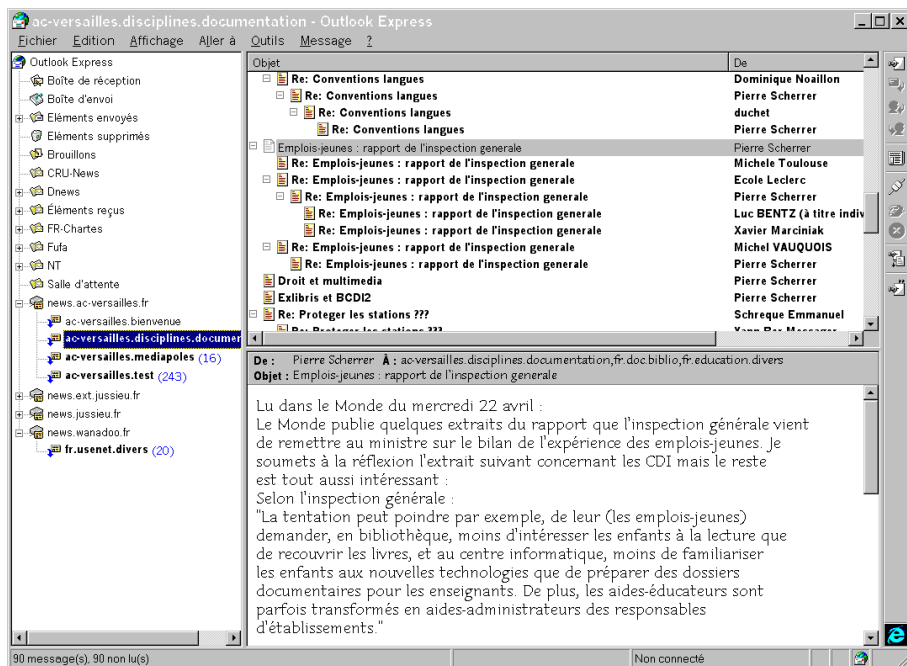 ac-versailles.disciplines.documentation - Outlook Express
Fichier Edition Affichage Aller à Outils Message ?
Outlook Express
Boîte de réception
Boîte d'envoi
Eléments envoyés
Eléments supprimés
Brouillons
CRU-News
Dnews
Éléments reçus
FR-Chartes
Fufa
NT
Salle d'attente
news.ac-versailles.fr
ac-versailles.bienvenue
ac-versailles.disciplines.documen
ac-versailles.mediapoles (16)
ac-versailles.test (243)
news.ext.jussieu.fr
news.jussieu.fr
news.wanadoo.fr
fr.usenet.divers (20)
Objet De
Re: Conventions langues Dominique Noaillon
Re: Conventions langues Pierre Scherrer
Re: Conventions langues duchet
Re: Conventions langues Pierre Scherrer
Emplois-jeunes : rapport de l'inspection generale Pierre Scherrer
Re: Emplois-jeunes : rapport de l'inspection generale Michele Toulouse
Re: Emplois-jeunes : rapport de l'inspection generale Ecole Leclerc
Re: Emplois-jeunes : rapport de l'inspection generale Pierre Scherrer
Re: Emplois-jeunes : rapport de l'inspection generale Luc BENTZ (à titre indiv
Re: Emplois-jeunes : rapport de l'inspection generale Xavier Marciniak
Re: Emplois-jeunes : rapport de l'inspection generale Michel VAUQUOIS
Re: Emplois-jeunes : rapport de l'inspection generale Pierre Scherrer
Droit et multimedia Pierre Scherrer
Exlibris et BCDI2 Pierre Scherrer
Re: Proteger les stations ??? Schreque Emmanuel
Re: Proteger les stations ??? Yann Ber Messager
De : Pierre Scherrer À : ac-versailles.disciplines.documentation,fr.doc.biblio,fr.education.divers
Objet : Emplois-jeunes : rapport de l'inspection generale
Lu dans le Monde du mercredi 22 avril :
Le Monde publie quelques extraits du rapport que l'inspection générale vient
de remettre au ministre sur le bilan de l'expérience des emplois-jeunes. Je
soumets à la réflexion l'extrait suivant concernant les CDI mais le reste
est tout aussi intéressant :
Selon l'inspection générale :
"La tentation peut poindre par exemple, de leur (les emplois-jeunes)
demander, en bibliothèque, moins d'intéresser les enfants à la lecture que
de recouvrir les livres, et au centre informatique, moins de familiariser
les enfants aux nouvelles technologies que de préparer des dossiers
documentaires pour les enseignants. De plus, les aides-éducateurs sont
parfois transformés en aides-administrateurs des responsables
d'établissements."
90 message(s), 90 non lu(s) Non connecté